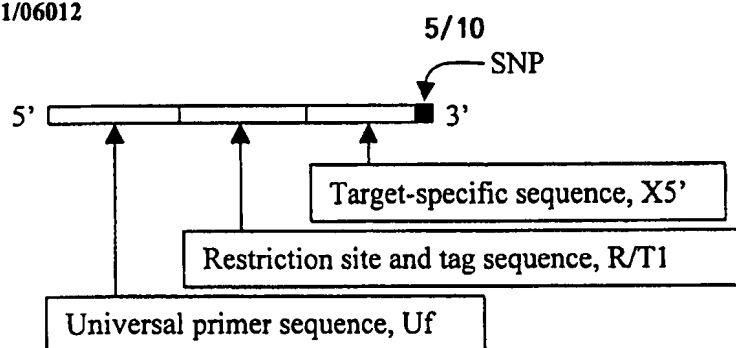 1/06012
5/10
SNP
5' 3'
Target-specific sequence, X5'
Restriction site and tag sequence, R/T1
Universal primer sequence, Uf